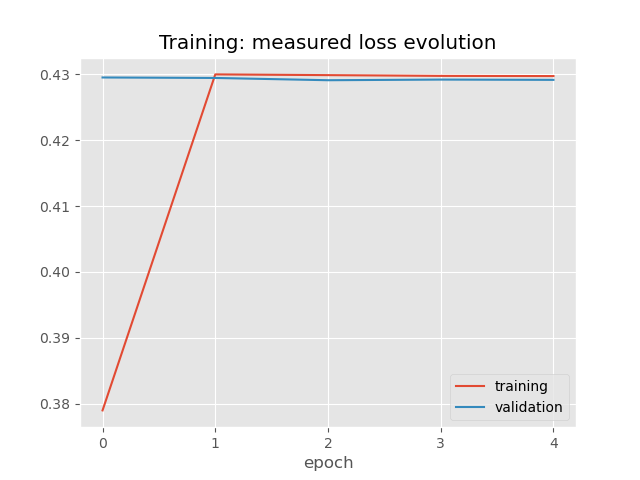 Training: measured loss evolution
0.43
0.42
0.41
0.40
0.39
0.38
training
validation
0 1 2 3 4
epoch